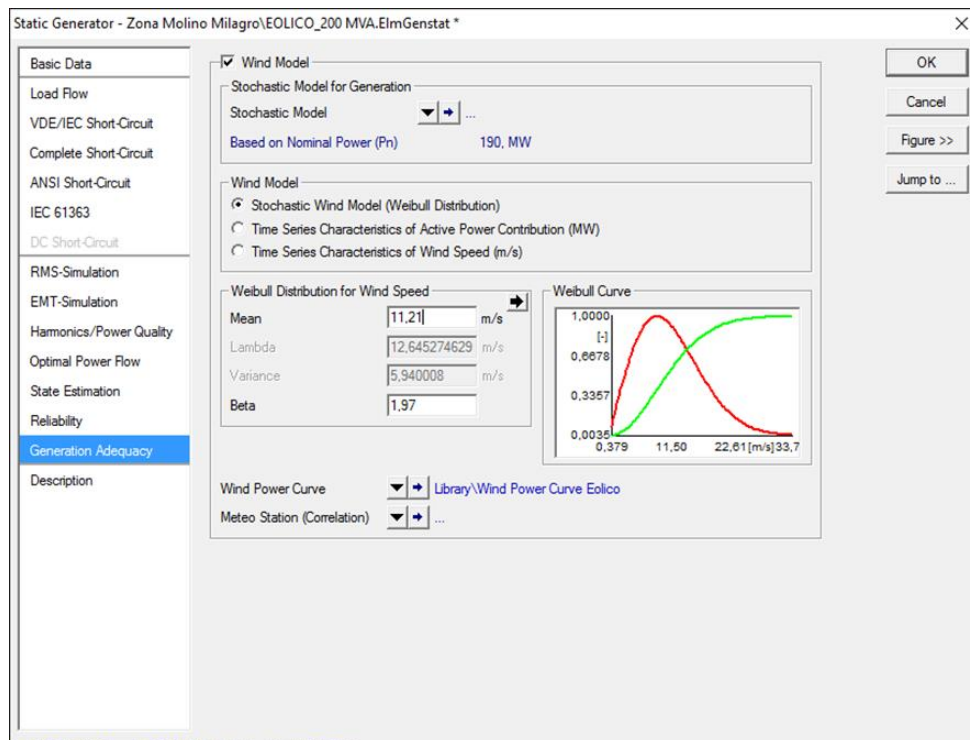 Static Generator - Zona Molino Milagro\EOLICO_200 MVA.ElmGenstat *
Basic Data
Load Flow
VDE/IEC Short-Circuit
Complete Short-Circuit
ANSI Short-Circuit
IEC 61363
DC Short-Circuit
RMS-Simulation
EMT-Simulation
Harmonics/Power Quality
Optimal Power Flow
State Estimation
Reliability
Generation Adequacy
Description
Wind Model
Stochastic Model for Generation
Stochastic Model ...
Based on Nominal Power (Pn) 190, MW
Wind Model
Stochastic Wind Model (Weibull Distribution)
Time Series Characteristics of Active Power Contribution (MW)
Time Series Characteristics of Wind Speed (m/s)
Weibull Distribution for Wind Speed
Mean 11,21 m/s
Lambda 12,645274629 m/s
Variance 5,940008 m/s
Beta 1,97
Weibull Curve
1,0000
[-]
0,6678
0,3357
0,0035
0,379 11,50 22,61[m/s]33,7
Wind Power Curve Library\Wind Power Curve Eolico
Meteo Station (Correlation) ...
OK
Cancel
Figure >>
Jump to ...